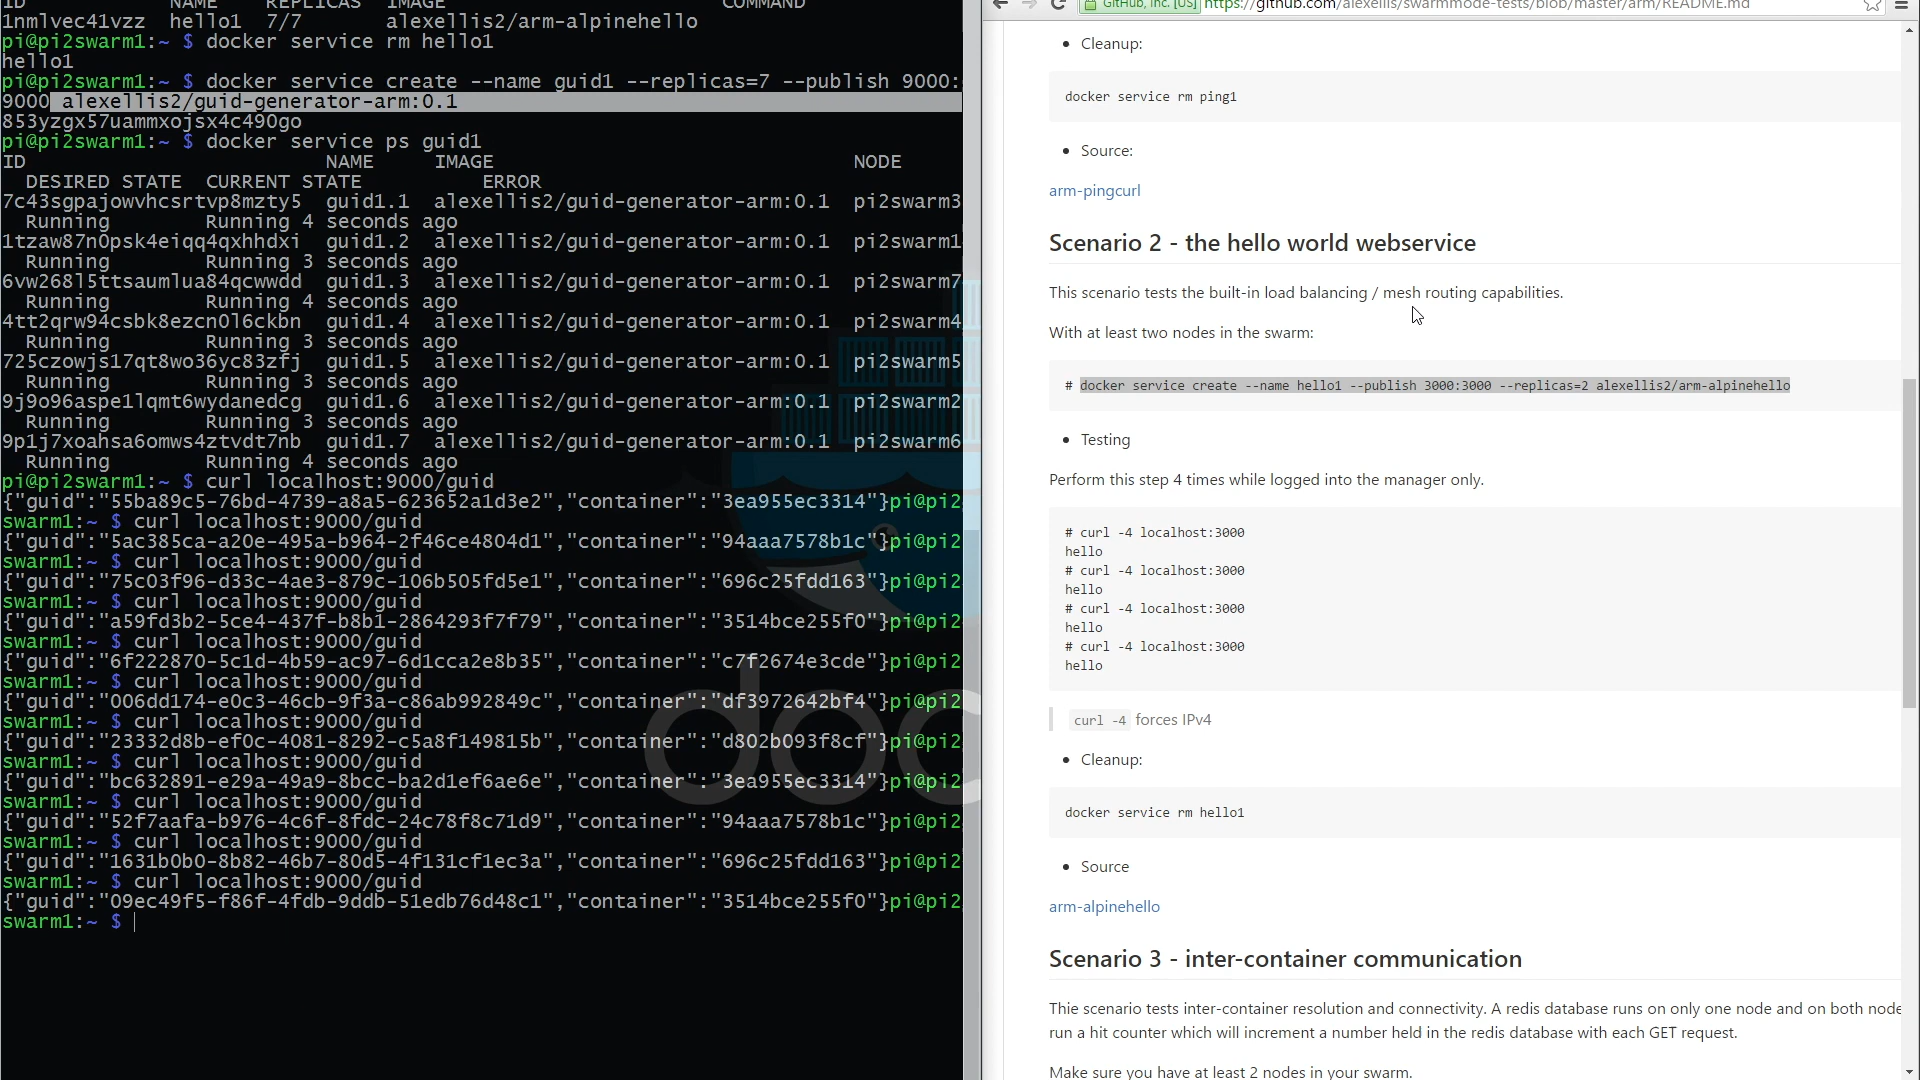 ID NAME REPLICAS IMAGE COMMAND
1nmlvec41vzz hello1 7/7 alexellis2/arm-alpinehello
pi@pi2swarm1:~ $ docker service rm hello1
hello1
pi@pi2swarm1:~ $ docker service create --name guid1 --replicas=7 --publish 9000:
9000 alexellis2/guid-generator-arm:0.1
853yzgx57uammxojsx4c490go
pi@pi2swarm1:~ $ docker service ps guid1
ID NAME IMAGE NODE
DESIRED STATE CURRENT STATE ERROR
7c43sgpajowvhcsrtvp8mzty5 guid1.1 alexellis2/guid-generator-arm:0.1 pi2swarm3
Running Running 4 seconds ago
1tzaw87n0psk4eiqq4qxhhdxi guid1.2 alexellis2/guid-generator-arm:0.1 pi2swarm1
Running Running 3 seconds ago
6vw268l5ttsaumlua84qcwwdd guid1.3 alexellis2/guid-generator-arm:0.1 pi2swarm7
Running Running 4 seconds ago
4tt2qrw94csbk8ezcn0l6ckbn guid1.4 alexellis2/guid-generator-arm:0.1 pi2swarm4
Running Running 3 seconds ago
725czowjs17qt8wo36yc83zfj guid1.5 alexellis2/guid-generator-arm:0.1 pi2swarm5
Running Running 3 seconds ago
9j9o96aspe1lqmt6wydanedcg guid1.6 alexellis2/guid-generator-arm:0.1 pi2swarm2
Running Running 3 seconds ago
9p1j7xoahsa6omws4ztvdt7nb guid1.7 alexellis2/guid-generator-arm:0.1 pi2swarm6
Running Running 4 seconds ago
pi@pi2swarm1:~ $ curl localhost:9000/guid
{"guid":"55ba89c5-76bd-4739-a8a5-623652a1d3e2","container":"3ea955ec3314"}pi@pi2
swarm1:~ $ curl localhost:9000/guid
{"guid":"5ac385ca-a20e-495a-b964-2f46ce4804d1","container":"94aaa7578b1c"}pi@pi2
swarm1:~ $ curl localhost:9000/guid
{"guid":"75c03f96-d33c-4ae3-879c-106b505fd5e1","container":"696c25fdd163"}pi@pi2
swarm1:~ $ curl localhost:9000/guid
{"guid":"a59fd3b2-5ce4-437f-b8b1-2864293f7f79","container":"3514bce255f0"}pi@pi2
swarm1:~ $ curl localhost:9000/guid
{"guid":"6f222870-5c1d-4b59-ac97-6d1cca2e8b35","container":"c7f2674e3cde"}pi@pi2
swarm1:~ $ curl localhost:9000/guid
{"guid":"006dd174-e0c3-46cb-9f3a-c86ab992849c","container":"df3972642bf4"}pi@pi2
swarm1:~ $ curl localhost:9000/guid
{"guid":"23332d8b-ef0c-4081-8292-c5a8f149815b","container":"d802b093f8cf"}pi@pi2
swarm1:~ $ curl localhost:9000/guid
{"guid":"bc632891-e29a-49a9-8bcc-ba2d1ef6ae6e","container":"3ea955ec3314"}pi@pi2
swarm1:~ $ curl localhost:9000/guid
{"guid":"52f7aafa-b976-4c6f-8fdc-24c78f8c71d9","container":"94aaa7578b1c"}pi@pi2
swarm1:~ $ curl localhost:9000/guid
{"guid":"1631b0b0-8b82-46b7-80d5-4f131cf1ec3a","container":"696c25fdd163"}pi@pi2
swarm1:~ $ curl localhost:9000/guid
{"guid":"09ec49f5-f86f-4fdb-9ddb-51edb76d48c1","container":"3514bce255f0"}pi@pi2
swarm1:~ $
doc
GitHub, Inc. [US] https://github.com/alexellis/swarmmode-tests/blob/master/arm/README.md
• Cleanup:
docker service rm ping1
• Source:
arm-pingcurl
Scenario 2 - the hello world webservice
This scenario tests the built-in load balancing / mesh routing capabilities.
With at least two nodes in the swarm:
# docker service create --name hello1 --publish 3000:3000 --replicas=2 alexellis2/arm-alpinehello
• Testing
Perform this step 4 times while logged into the manager only.
# curl -4 localhost:3000
hello
# curl -4 localhost:3000
hello
# curl -4 localhost:3000
hello
# curl -4 localhost:3000
hello
curl -4 forces IPv4
• Cleanup:
docker service rm hello1
• Source
arm-alpinehello
Scenario 3 - inter-container communication
Thie scenario tests inter-container resolution and connectivity. A redis database runs on only one node and on both node
run a hit counter which will increment a number held in the redis database with each GET request.
Make sure you have at least 2 nodes in your swarm.